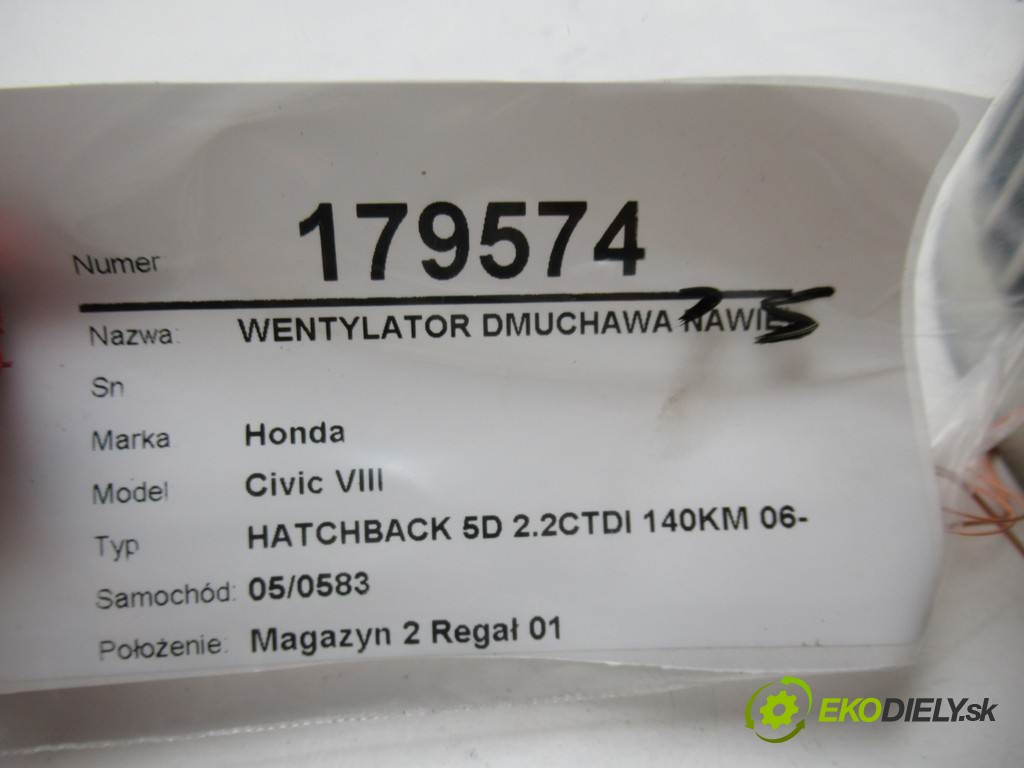 Numer 179574
Nazwa: WENTYLATOR DMUCHAWA
Sn
Marka Honda
Model Civic VIII
Typ HATCHBACK 5D 2.2CTDI 140KM 06-
Samochód: 05/0583
Położenie: Magazyn 2 Regał 01
EKODIELY.sk